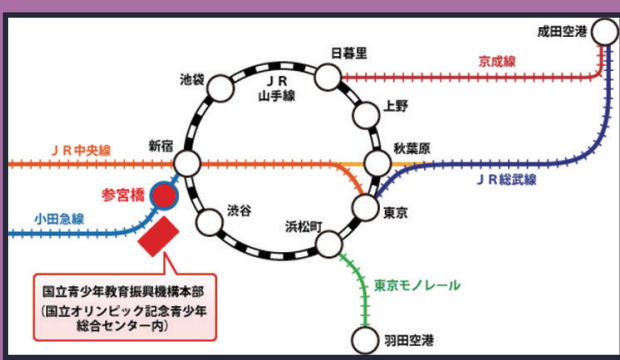 成田空港
日暮里
京成線
池袋
ＪＲ
山手線
上野
新宿
秋葉原
ＪＲ中央線
ＪＲ総武線
参宮橋
渋谷
東京
小田急線
浜松町
東京モノレール
国立青少年教育振興機構本部
（国立オリンピック記念青少年
総合センター内）
羽田空港